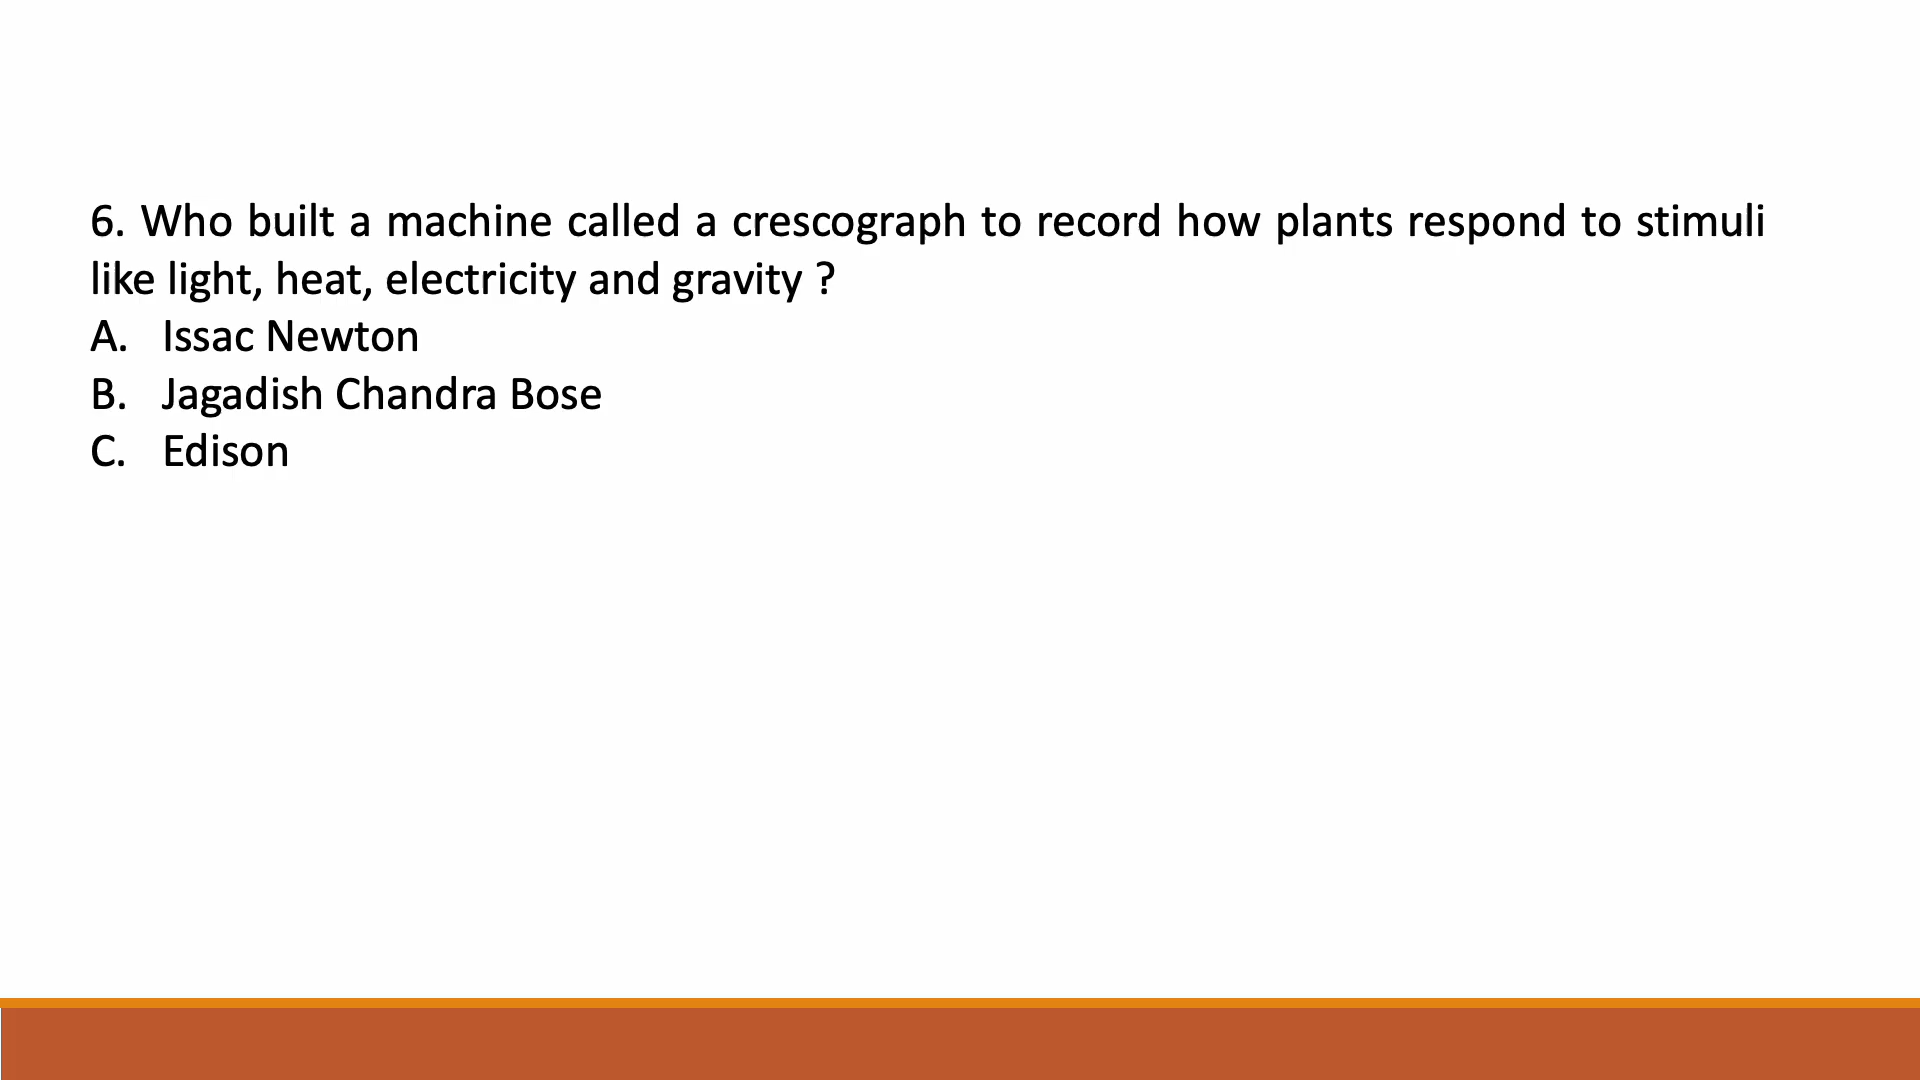 6. Who built a machine called a crescograph to record how plants respond to stimuli
like light, heat, electricity and gravity ?
A. Issac Newton
B. Jagadish Chandra Bose
C. Edison